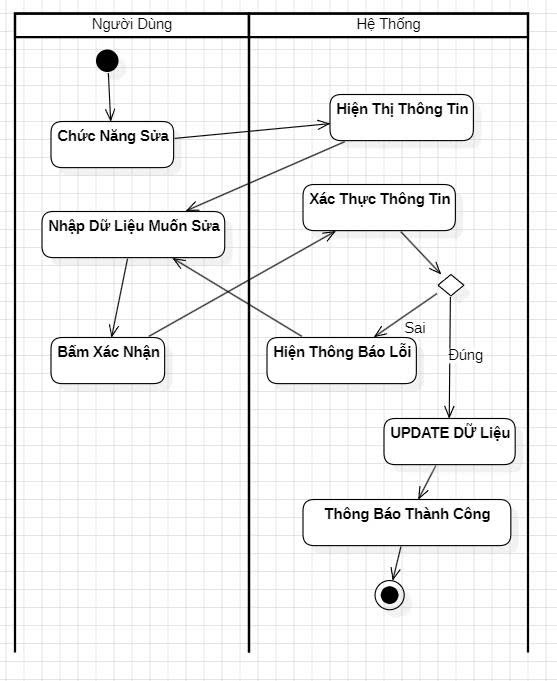 Người Dùng
Hệ Thống
Hiện Thị Thông Tin
Chức Năng Sửa
Xác Thực Thông Tin
Nhập Dữ Liệu Muốn Sửa
Sai
Bấm Xác Nhận
Hiện Thông Báo Lỗi
Đúng
UPDATE DỮ Liệu
Thông Báo Thành Công